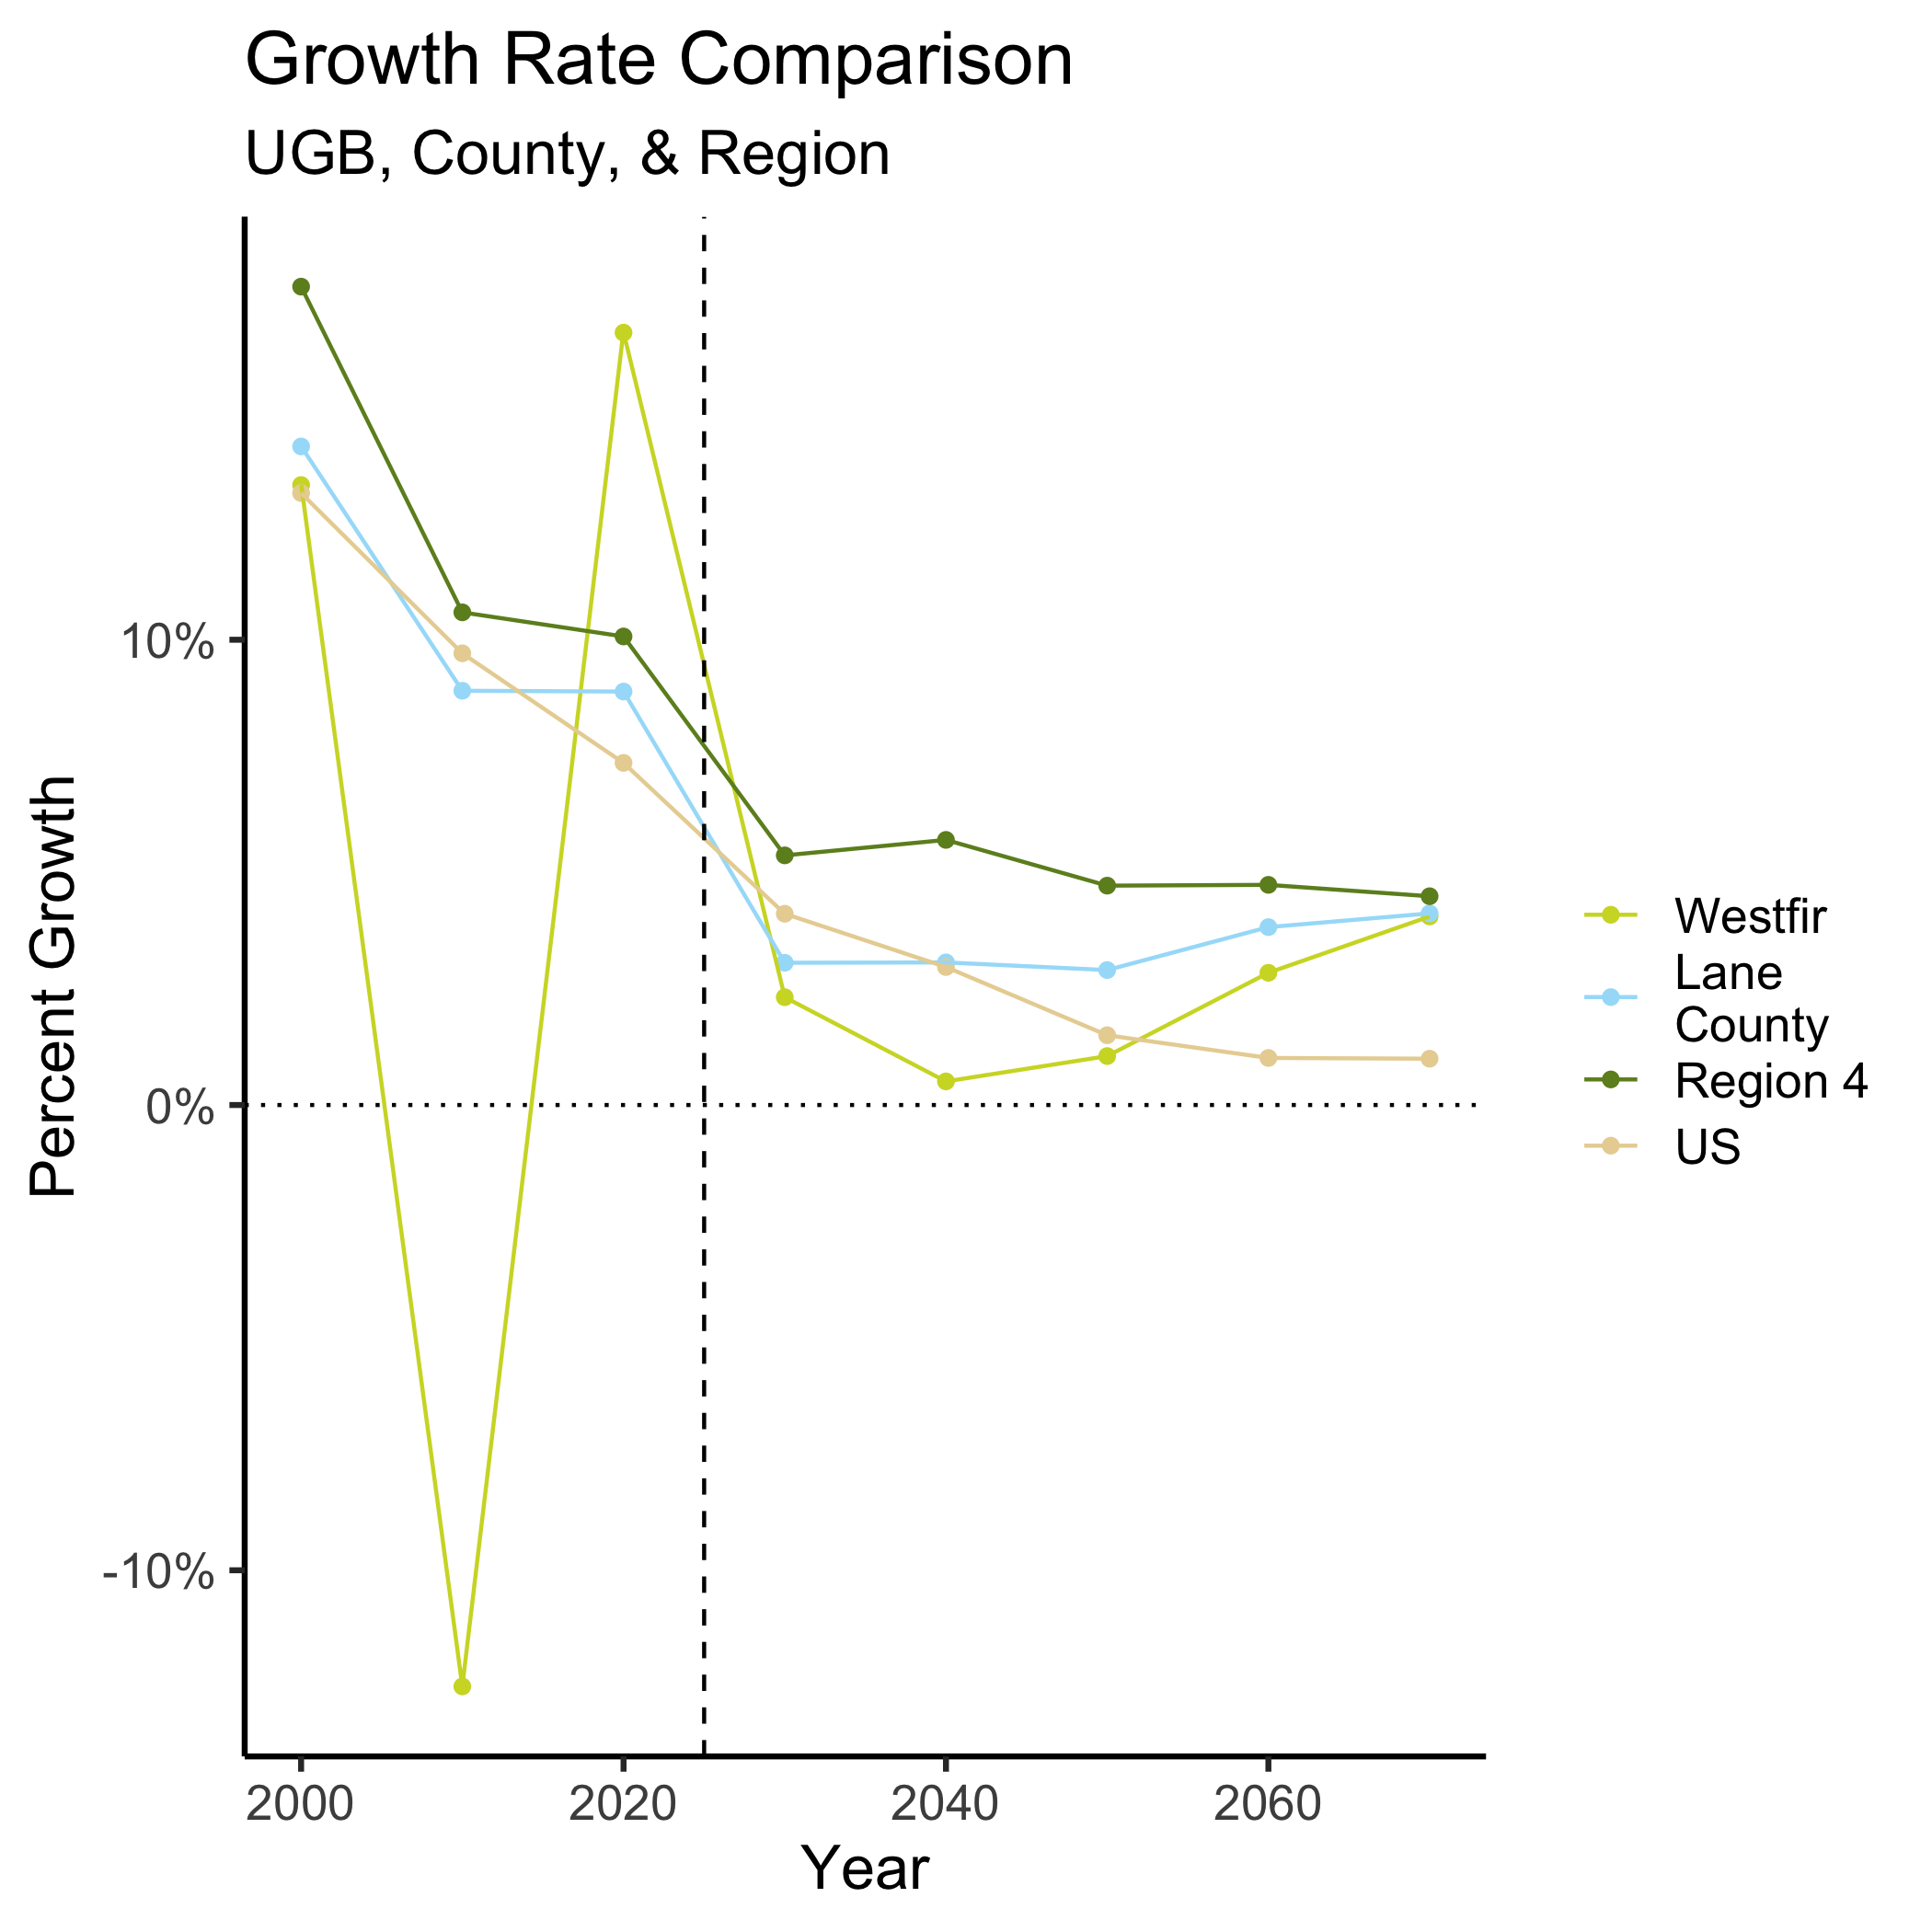 Growth Rate Comparison
UGB, County, & Region
Percent Growth
10%
0%
-10%
2000
2020
2040
2060
Year
Westfir
Lane
County
Region 4
US